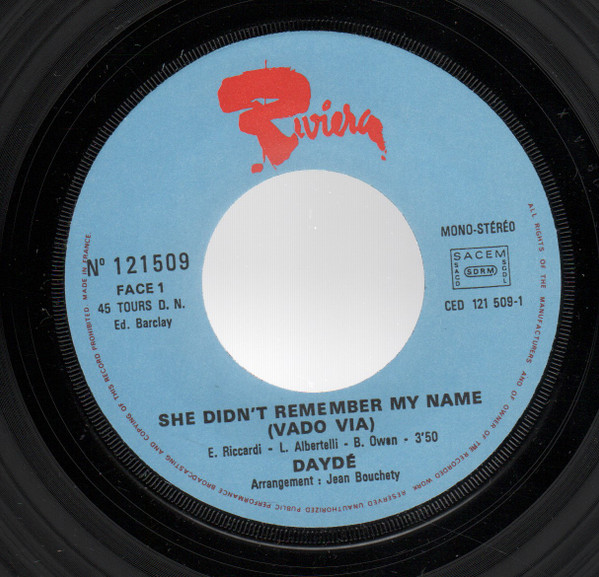 Riviera
MONO-STÉRÉO
N° 121509
FACE 1
45 TOURS D. N.
Ed. Barclay
SACEM
SACD
SDRM
SGDL
CED 121 509-1
SHE DIDN'T REMEMBER MY NAME
(VADO VIA)
E. Riccardi - L. Albertelli - B. Owen - 3'50
DAYDÉ
Arrangement : Jean Bouchety
ALL RIGHTS OF THE MANUFACTURERS AND OF OWNER OF THE RECORDED WORK RESERVED. UNAUTHORIZED PUBLIC PERFORMANCE BROADCASTING AND COPYING OF THIS RECORD PROHIBITED. MADE IN FRANCE